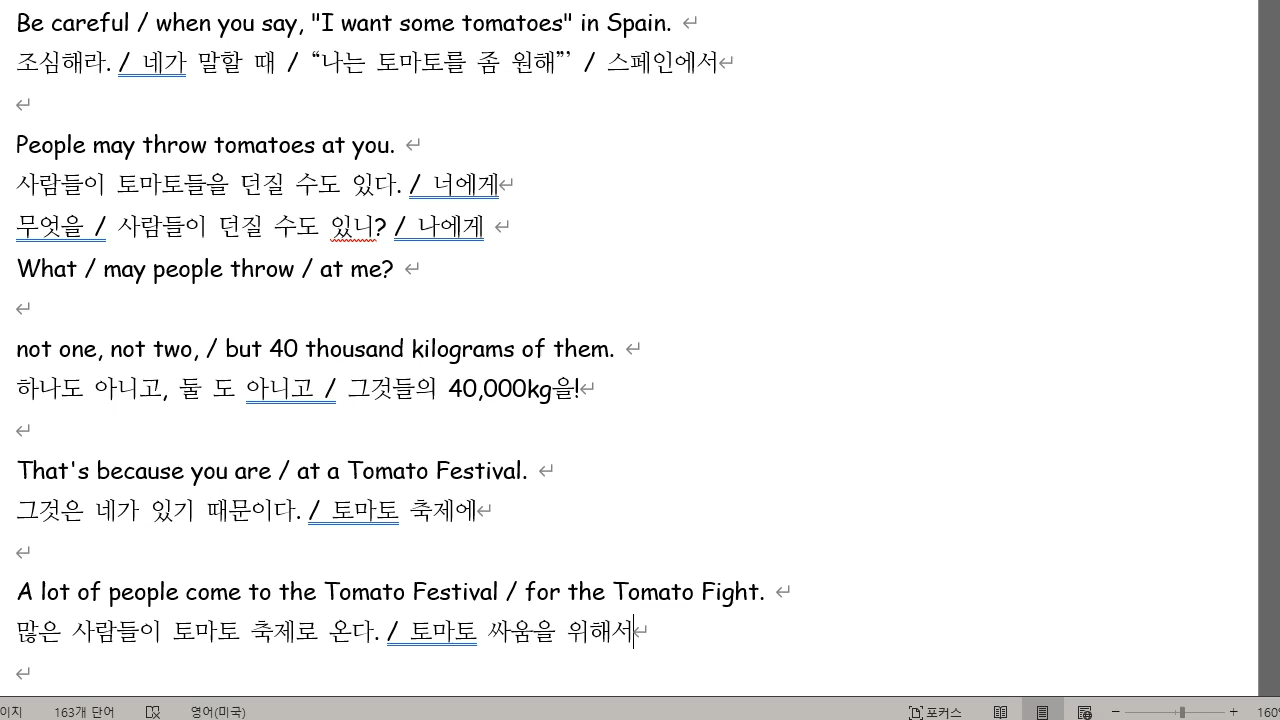 Be careful / when you say, "I want some tomatoes" in Spain.
조심해라. / 네가 말할 때 / “나는 토마토를 좀 원해”’ / 스페인에서
People may throw tomatoes at you.
사람들이 토마토들을 던질 수도 있다. / 너에게
무엇을 / 사람들이 던질 수도 있니? / 나에게
What / may people throw / at me?
not one, not two, / but 40 thousand kilograms of them.
하나도 아니고, 둘 도 아니고 / 그것들의 40,000kg을!
That's because you are / at a Tomato Festival.
그것은 네가 있기 때문이다. / 토마토 축제에
A lot of people come to the Tomato Festival / for the Tomato Fight.
많은 사람들이 토마토 축제로 온다. / 토마토 싸움을 위해서
이지 163개 단어 영어(미국) 포커스 160%